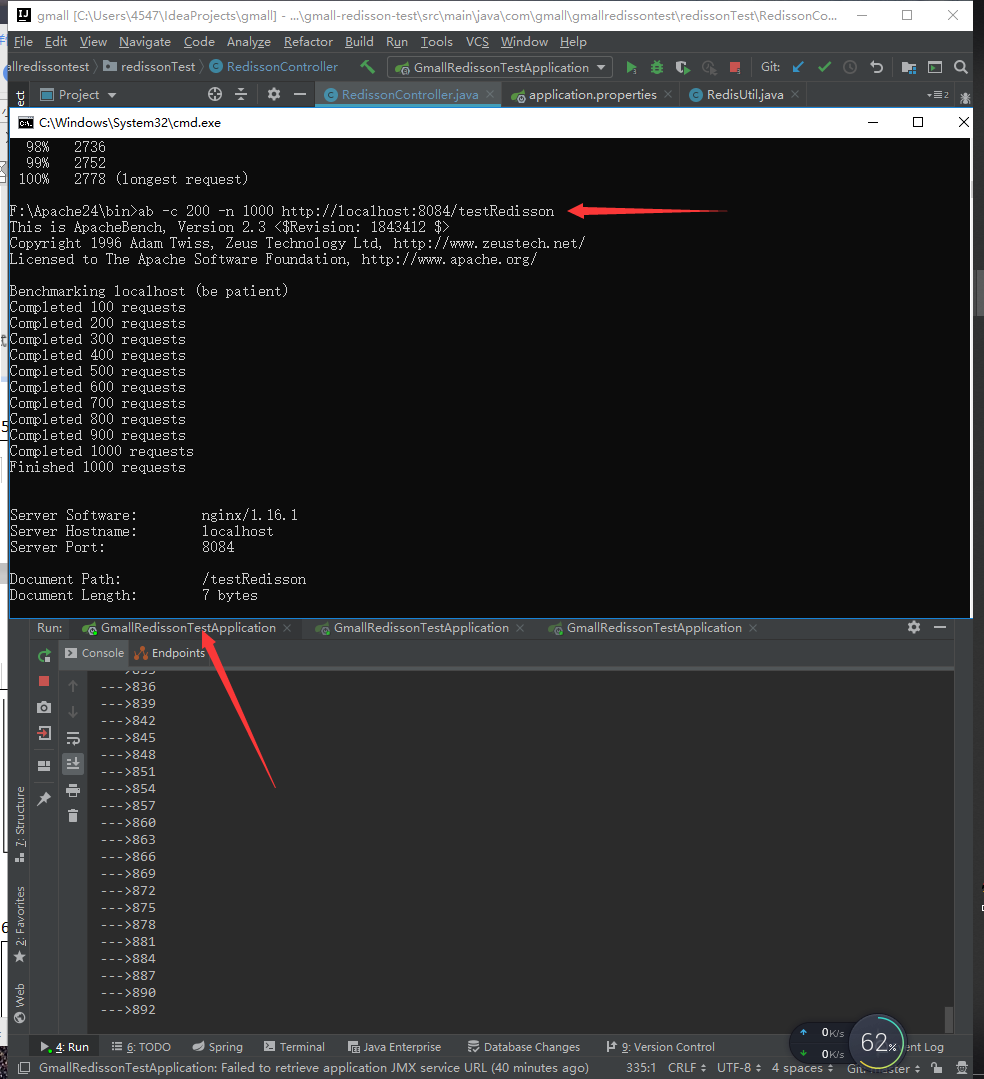 gmall [C:\Users\4547\IdeaProjects\gmall] - ...\gmall-redisson-test\src\main\java\com\gmall\gmallredissontest\redissonTest\RedissonCo...
File Edit View Navigate Code Analyze Refactor Build Run Tools VCS Window Help
allredissontest redissonTest RedissonController GmallRedissonTestApplication Git:
Project RedissonController.java application.properties RedisUtil.java
C:\Windows\System32\cmd.exe
98% 2736
99% 2752
100% 2778 (longest request)
F:\Apache24\bin>ab -c 200 -n 1000 http://localhost:8084/testRedisson
This is ApacheBench, Version 2.3 <$Revision: 1843412 $>
Copyright 1996 Adam Twiss, Zeus Technology Ltd, http://www.zeustech.net/
Licensed to The Apache Software Foundation, http://www.apache.org/
Benchmarking localhost (be patient)
Completed 100 requests
Completed 200 requests
Completed 300 requests
Completed 400 requests
Completed 500 requests
Completed 600 requests
Completed 700 requests
Completed 800 requests
Completed 900 requests
Completed 1000 requests
Finished 1000 requests
Server Software: nginx/1.16.1
Server Hostname: localhost
Server Port: 8084
Document Path: /testRedisson
Document Length: 7 bytes
Run: GmallRedissonTestApplication GmallRedissonTestApplication GmallRedissonTestApplication
Console Endpoints
--->836
--->839
--->842
--->845
--->848
--->851
--->854
--->857
--->860
--->863
--->866
--->869
--->872
--->875
--->878
--->881
--->884
--->887
--->890
--->892
7: Structure
2: Favorites
Web
4: Run 6: TODO Spring Terminal Java Enterprise Database Changes 9: Version Control ent Log
0K/s
0K/s
62%
GmallRedissonTestApplication: Failed to retrieve application JMX service URL (40 minutes ago) 335:1 CRLF UTF-8 4 spaces Git: master